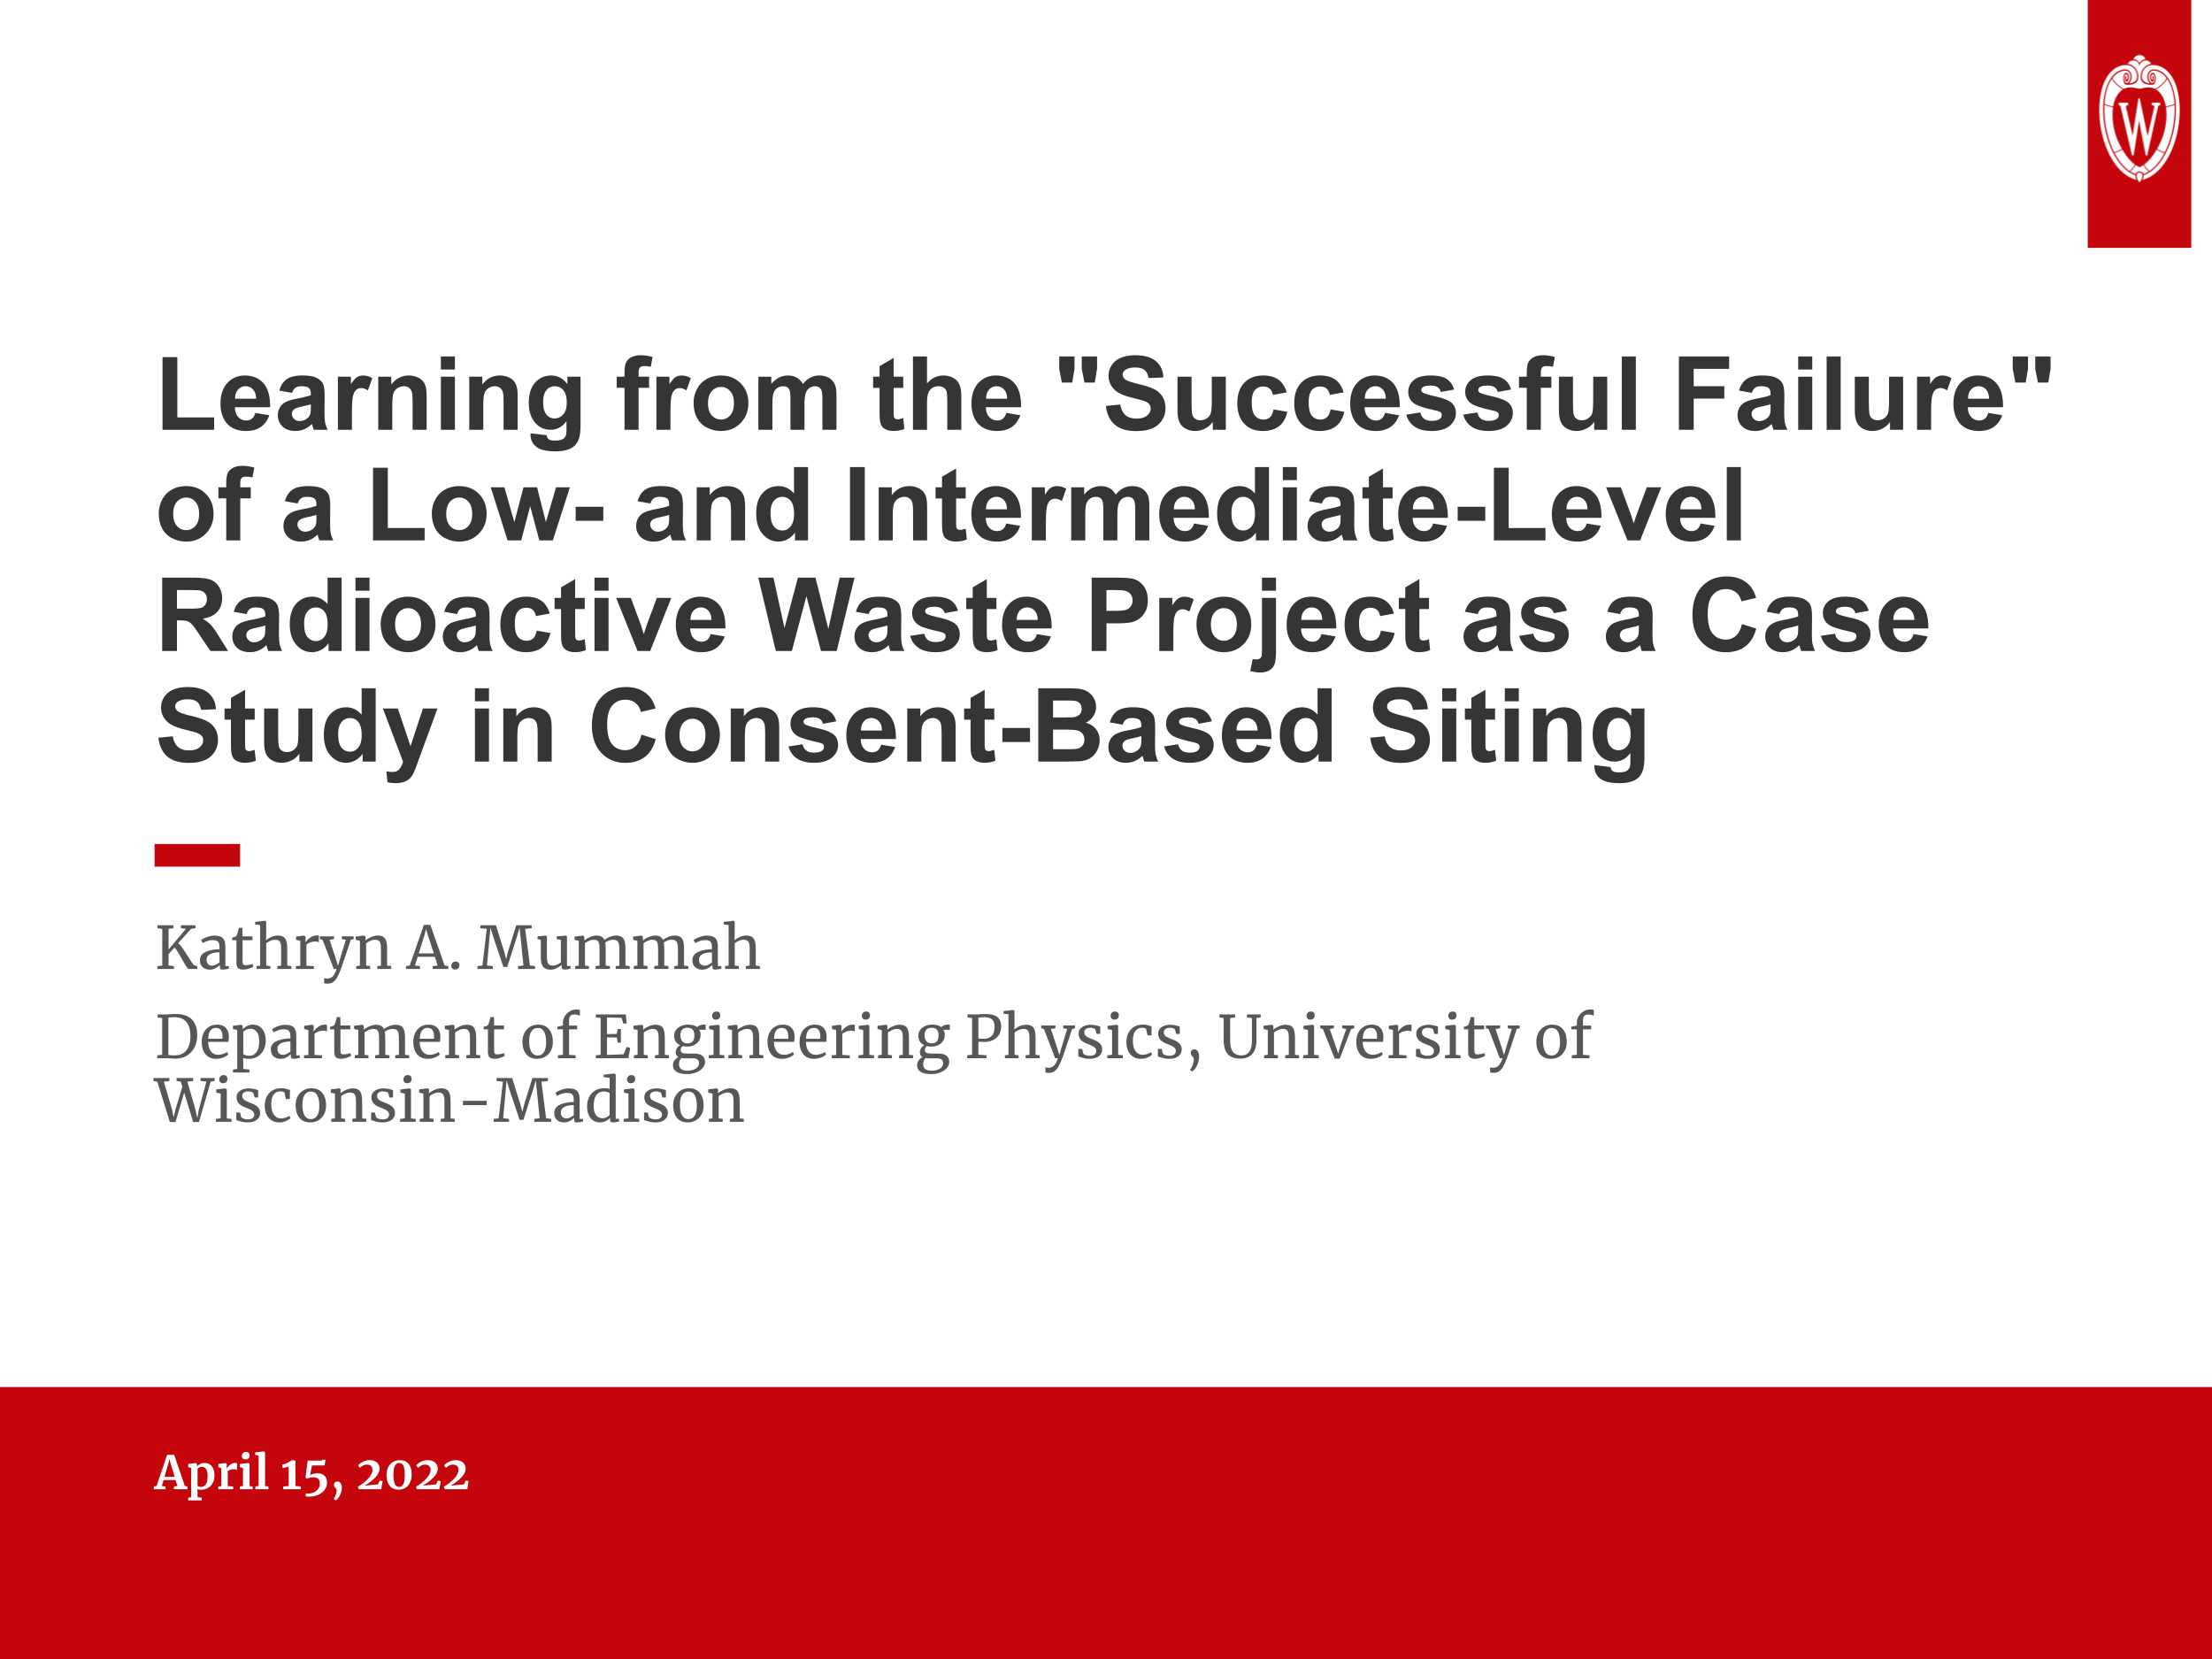 W
Learning from the "Successful Failure"
of a Low- and Intermediate-Level
Radioactive Waste Project as a Case
Study in Consent-Based Siting
Kathryn A. Mummah
Department of Engineering Physics, University of
Wisconsin–Madison
April 15, 2022